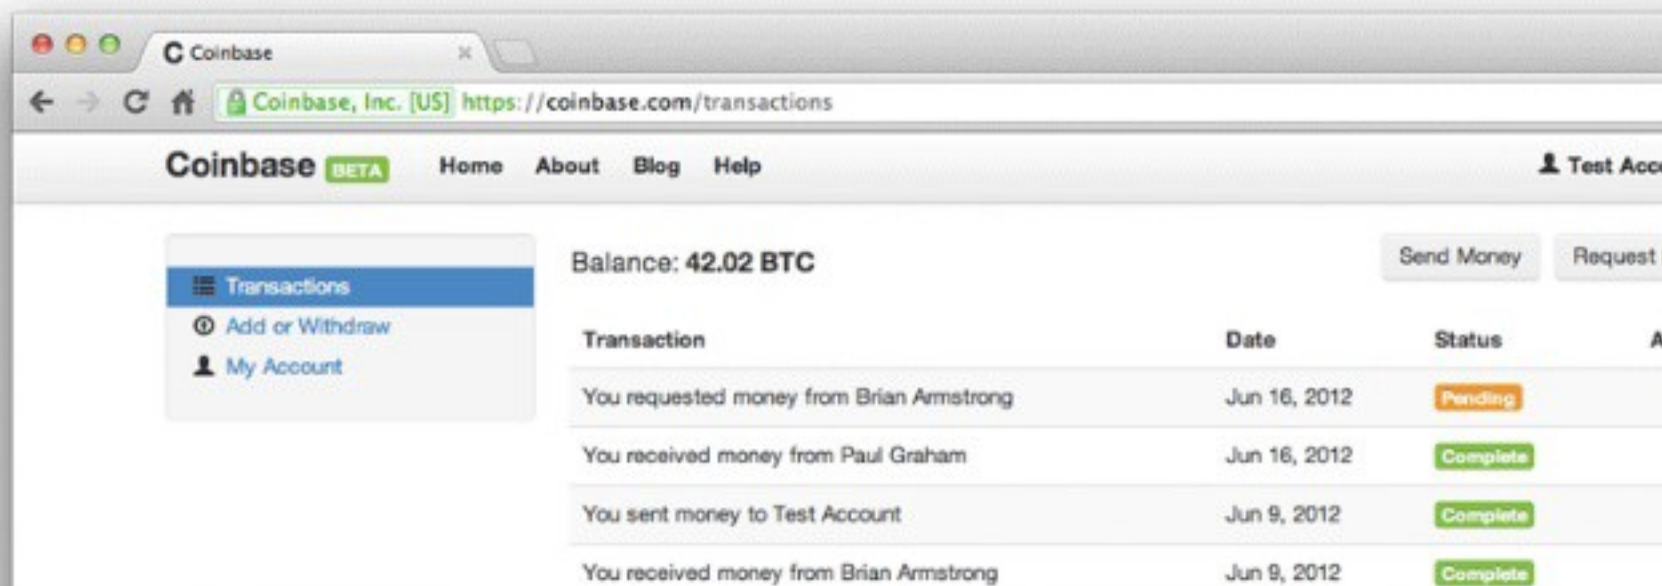 C Coinbase
Coinbase, Inc. [US] https://coinbase.com/transactions
Coinbase BETA Home About Blog Help Test Acco
Balance: 42.02 BTC Send Money Request
Transactions
Add or Withdraw
My Account
Transaction Date Status A
You requested money from Brian Armstrong Jun 16, 2012 Pending
You received money from Paul Graham Jun 16, 2012 Complete
You sent money to Test Account Jun 9, 2012 Complete
You received money from Brian Armstrong Jun 9, 2012 Complete